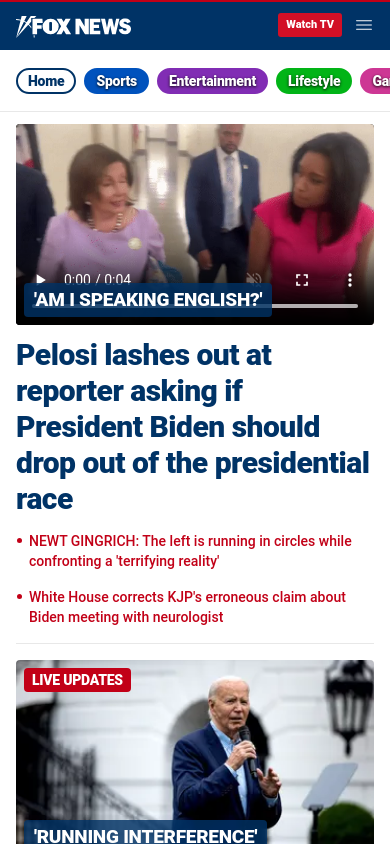 FOX NEWS
Watch TV
Home
Sports
Entertainment
Lifestyle
Ga
0:00 / 0:04
'AM I SPEAKING ENGLISH?'
Pelosi lashes out at
reporter asking if
President Biden should
drop out of the presidential
race
• NEWT GINGRICH: The left is running in circles while
confronting a 'terrifying reality'
• White House corrects KJP's erroneous claim about
Biden meeting with neurologist
LIVE UPDATES
'RUNNING INTERFERENCE'